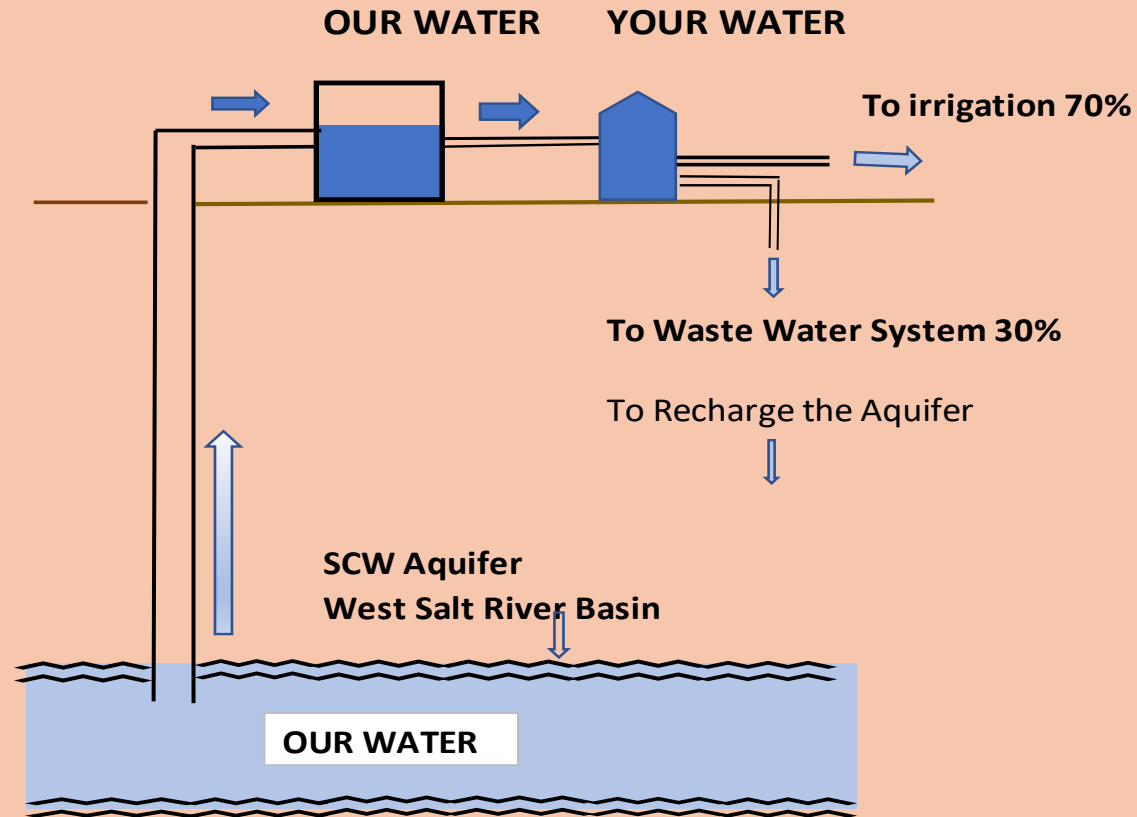 OUR WATER
YOUR WATER
To irrigation 70%
To Waste Water System 30%
To Recharge the Aquifer
SCW Aquifer
West Salt River Basin
OUR WATER